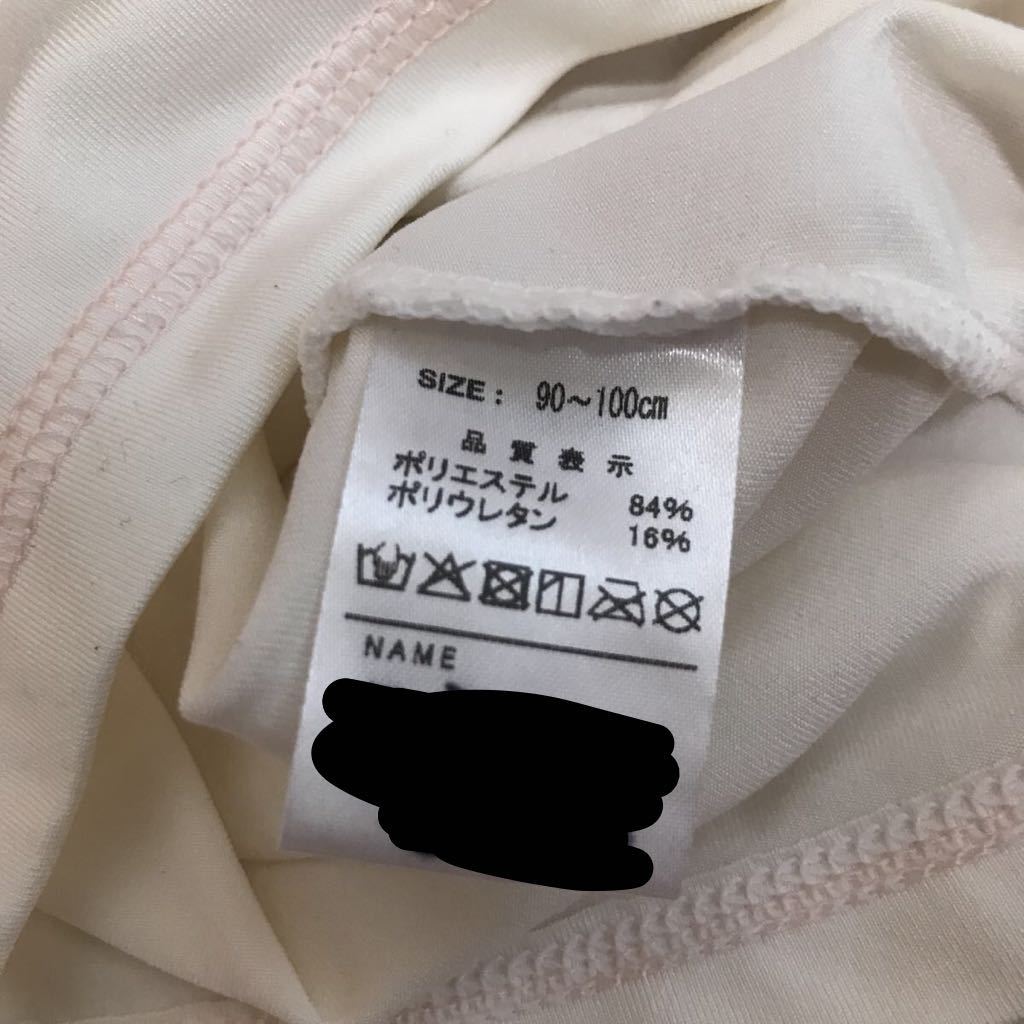 SIZE： 90～100cm
品質表示
ポリエステル 84%
ポリウレタン 16%
NAME